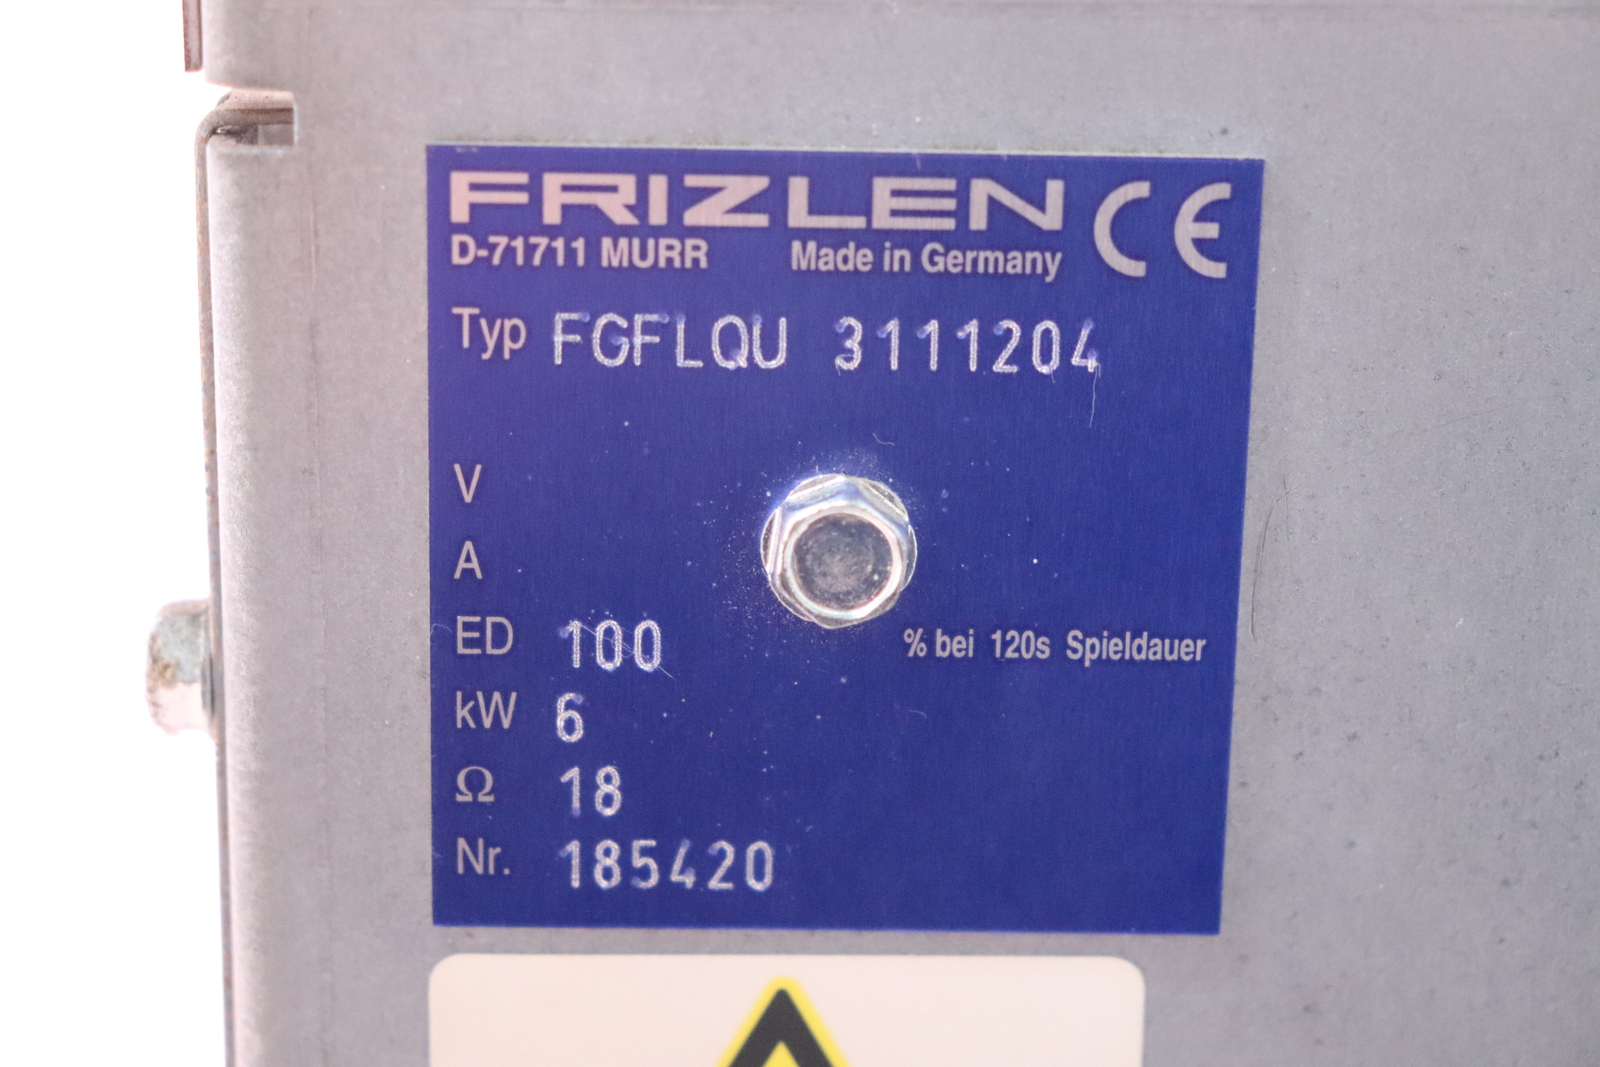 FRIZLEN CE
D-71711 MURR Made in Germany
Typ FGFLQU 3111204
V
A
ED 100 % bei 120s Spieldauer
kW 6
Ω 18
Nr. 185420